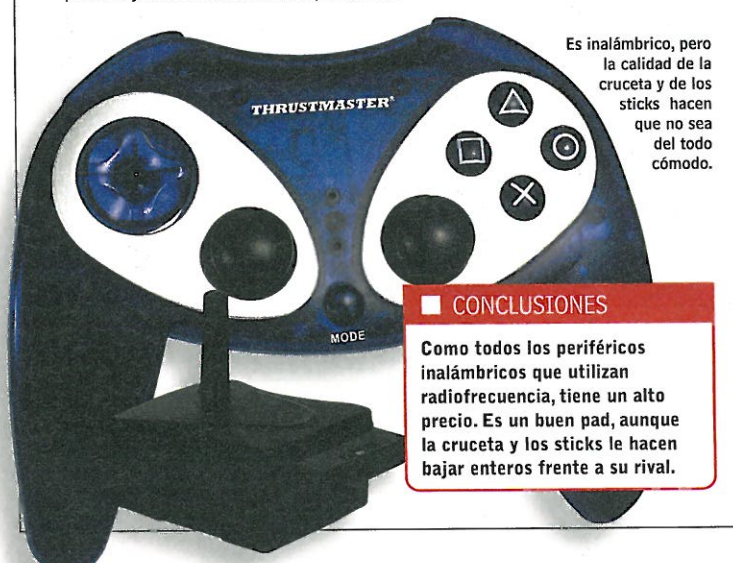 Es inalámbrico, pero
la calidad de la
cruceta y de los
sticks hacen
que no sea
del todo
cómodo.
THRUSTMASTER®
MODE
CONCLUSIONES
Como todos los periféricos
inalámbricos que utilizan
radiofrecuencia, tiene un alto
precio. Es un buen pad, aunque
la cruceta y los sticks le hacen
bajar enteros frente a su rival.